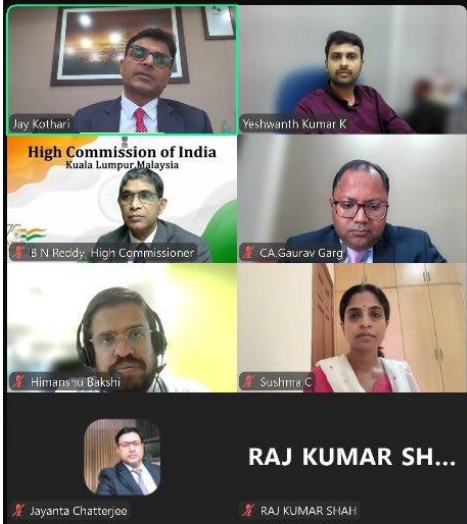 Jay Kothari
Yeshwanth Kumar K
High Commission of India
Kuala Lumpur,Malaysia
B N Reddy, High Commissioner
CA.Gaurav Garg
Himanshu Bakshi
Sushma C
RAJ KUMAR SH...
Jayanta Chatterjee
RAJ KUMAR SHAH